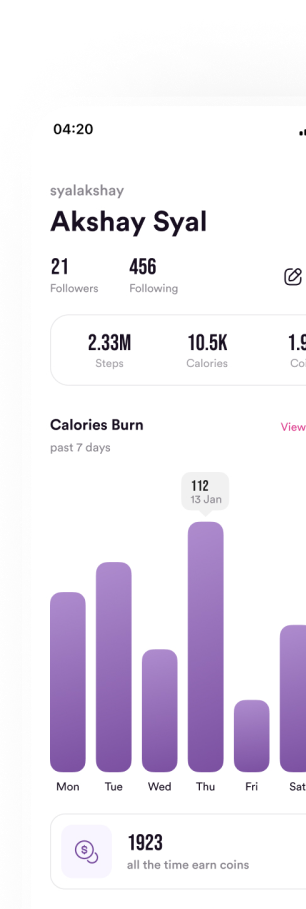 04:20
syalakshay
Akshay Syal
21 456
Followers Following
2.33M 10.5K 1.9
Steps Calories
Calories Burn View
past 7 days
112
13 Jan
Mon Tue Wed Thu Fri Sat
1923
all the time earn coins